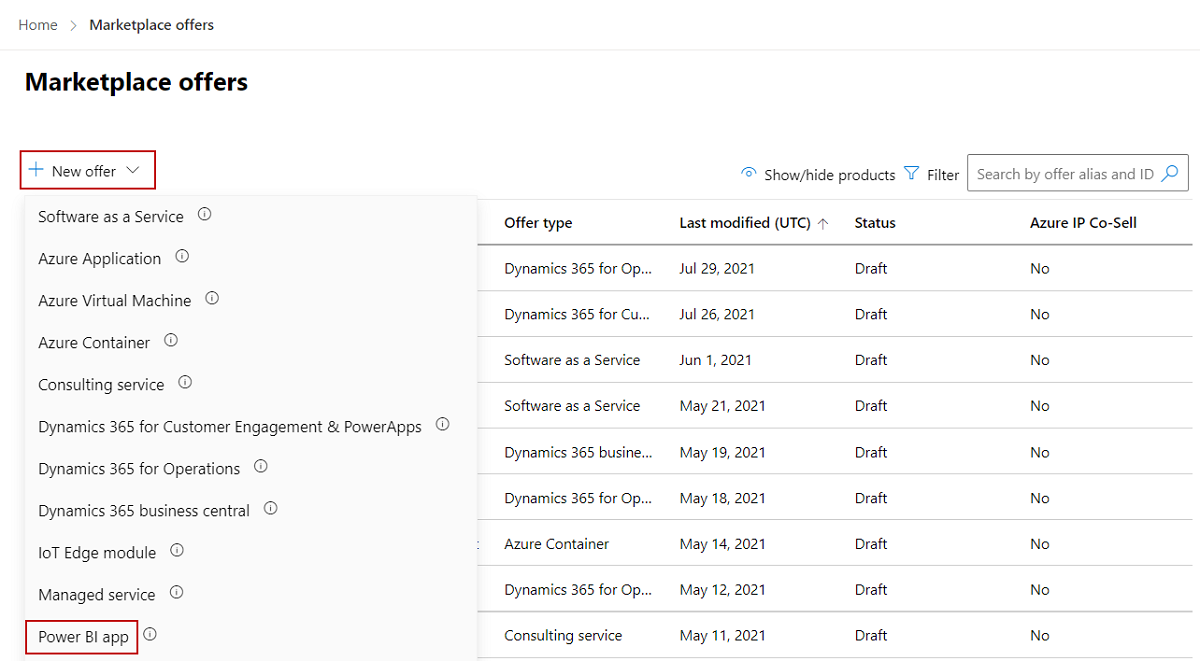 Home > Marketplace offers
Marketplace offers
+ New offer
Show/hide products
Filter
Search by offer alias and ID
Software as a Service
Azure Application
Azure Virtual Machine
Azure Container
Consulting service
Dynamics 365 for Customer Engagement & PowerApps
Dynamics 365 for Operations
Dynamics 365 business central
IoT Edge module
Managed service
Power BI app
Offer type Last modified (UTC) ↑ Status Azure IP Co-Sell
Dynamics 365 for Op... Jul 29, 2021 Draft No
Dynamics 365 for Cu... Jul 26, 2021 Draft No
Software as a Service Jun 1, 2021 Draft No
Software as a Service May 21, 2021 Draft No
Dynamics 365 busine... May 19, 2021 Draft No
Dynamics 365 for Op... May 18, 2021 Draft No
Azure Container May 14, 2021 Draft No
Dynamics 365 for Op... May 12, 2021 Draft No
Consulting service May 11, 2021 Draft No